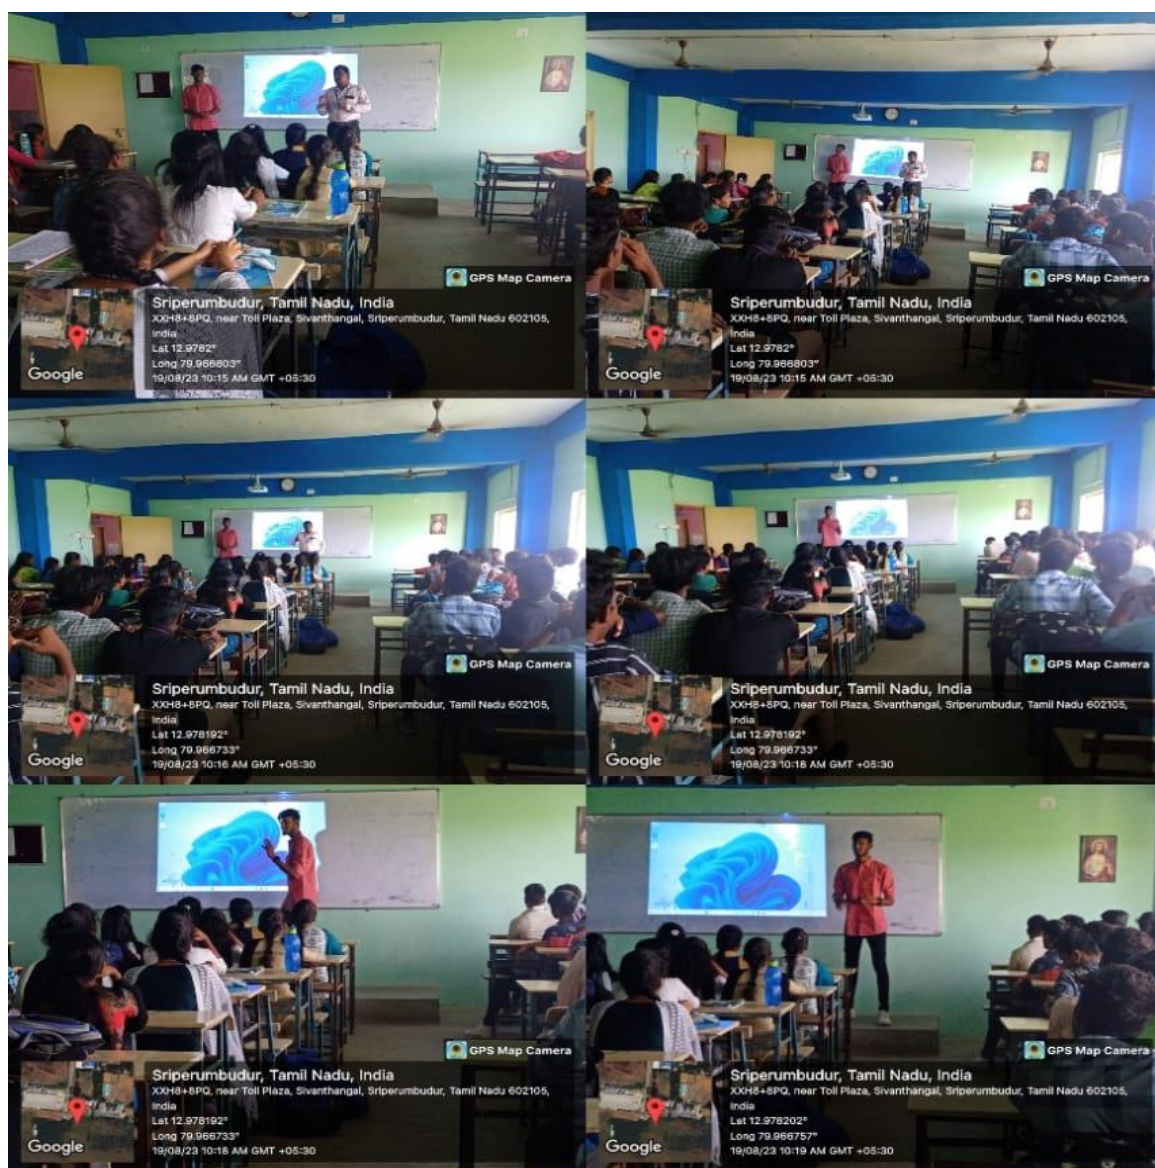 GPS Map Camera
Sriperumbudur, Tamil Nadu, India
XXH8+8PQ, near Toll Plaza, Sivanthangal, Sriperumbudur, Tamil Nadu 602105,
India
Lat 12.9782°
Long 79.966803°
19/08/23 10:15 AM GMT +05:30
Google
GPS Map Camera
Sriperumbudur, Tamil Nadu, India
XXH8+8PQ, near Toll Plaza, Sivanthangal, Sriperumbudur, Tamil Nadu 602105,
India
Lat 12.9782°
Long 79.966803°
19/08/23 10:15 AM GMT +05:30
Google
GPS Map Camera
Sriperumbudur, Tamil Nadu, India
XXH8+8PQ, near Toll Plaza, Sivanthangal, Sriperumbudur, Tamil Nadu 602105,
India
Lat 12.978192°
Long 79.966733°
19/08/23 10:16 AM GMT +05:30
Google
GPS Map Camera
Sriperumbudur, Tamil Nadu, India
XXH8+8PQ, near Toll Plaza, Sivanthangal, Sriperumbudur, Tamil Nadu 602105,
India
Lat 12.978192°
Long 79.966733°
19/08/23 10:18 AM GMT +05:30
Google
GPS Map Camera
Sriperumbudur, Tamil Nadu, India
XXH8+8PQ, near Toll Plaza, Sivanthangal, Sriperumbudur, Tamil Nadu 602105,
India
Lat 12.978192°
Long 79.966733°
19/08/23 10:18 AM GMT +05:30
Google
GPS Map Camera
Sriperumbudur, Tamil Nadu, India
XXH8+8PQ, near Toll Plaza, Sivanthangal, Sriperumbudur, Tamil Nadu 602105,
India
Lat 12.978202°
Long 79.966757°
19/08/23 10:19 AM GMT +05:30
Google